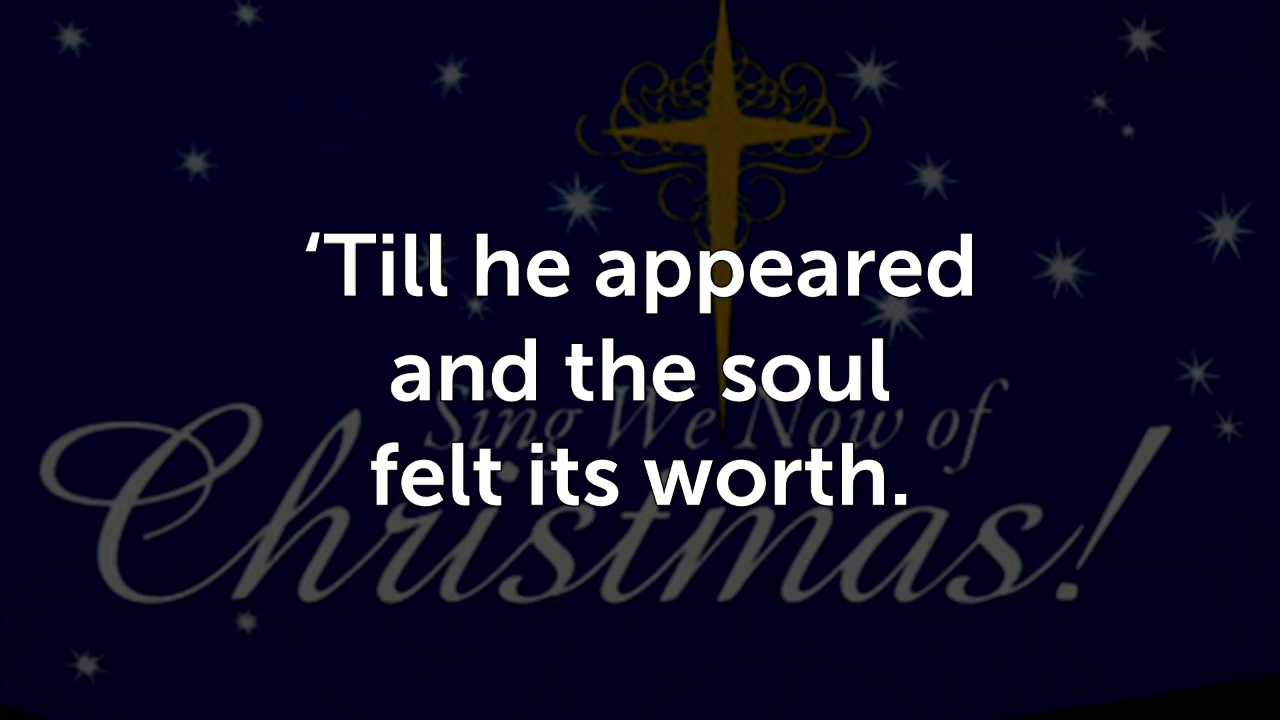 ‘Till he appeared
and the soul
Sing We Now of
felt its worth.
Christmas!